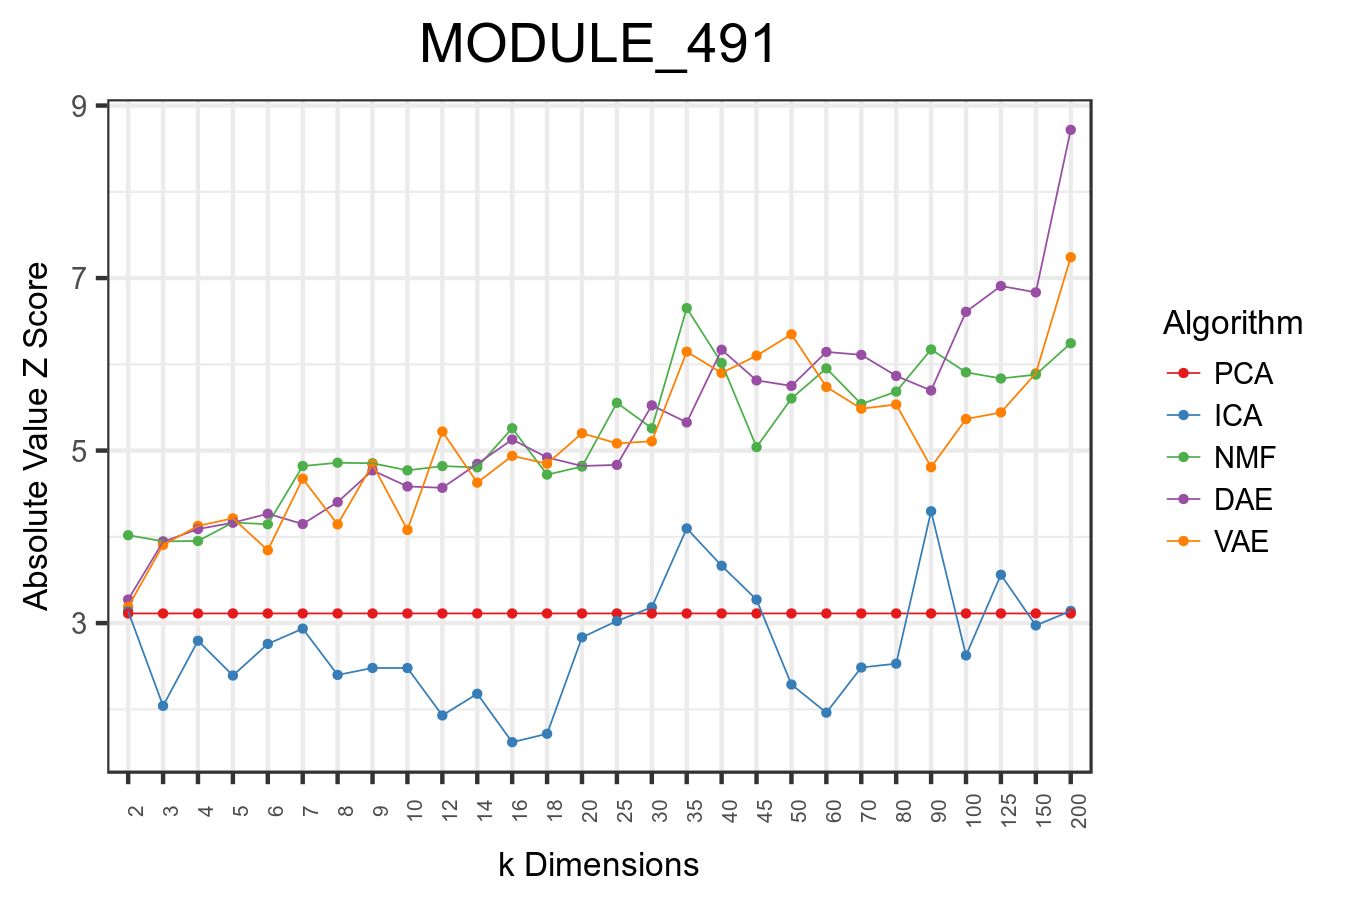 MODULE_491
Absolute Value Z Score
9
7
5
3
2 3 4 5 6 7 8 9 10 12 14 16 18 20 25 30 35 40 45 50 60 70 80 90 100 125 150 200
k Dimensions
Algorithm
PCA
ICA
NMF
DAE
VAE